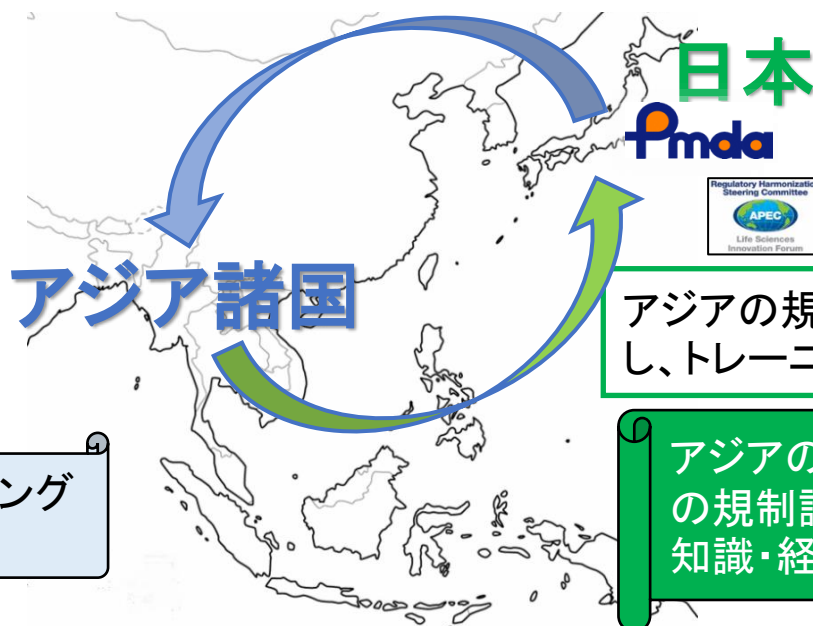 日本
Pmda
Regulatory Harmonization
Steering Committee
APEC
Life Sciences
Innovation Forum
アジア諸国
アジアの規
し、トレーニ
ング
アジアの
の規制
知識・経